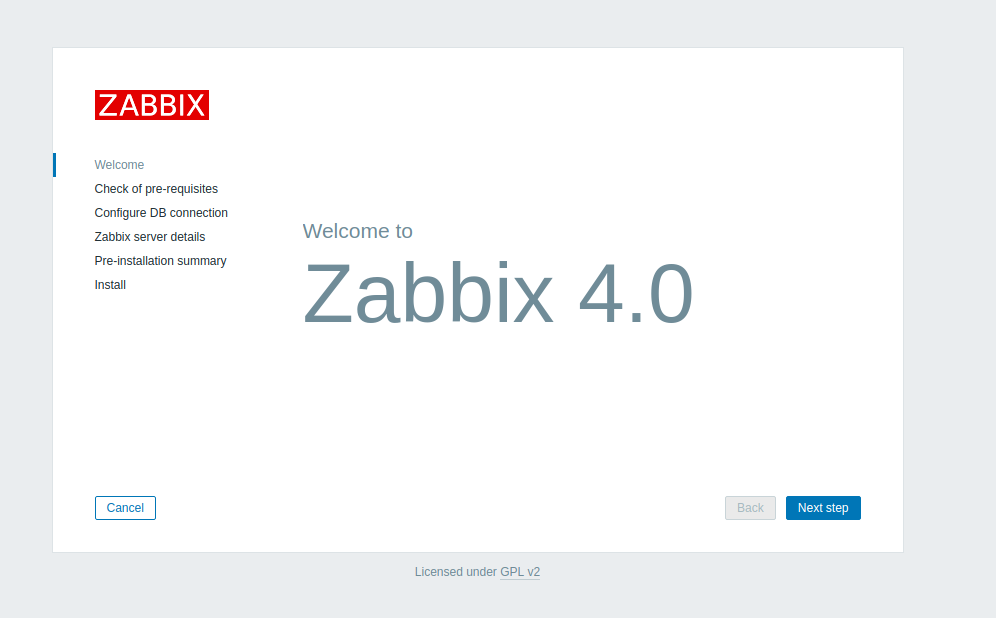 ZABBIX
Welcome
Check of pre-requisites
Configure DB connection
Zabbix server details
Pre-installation summary
Install
Welcome to
Zabbix 4.0
Cancel
Back
Next step
Licensed under GPL v2